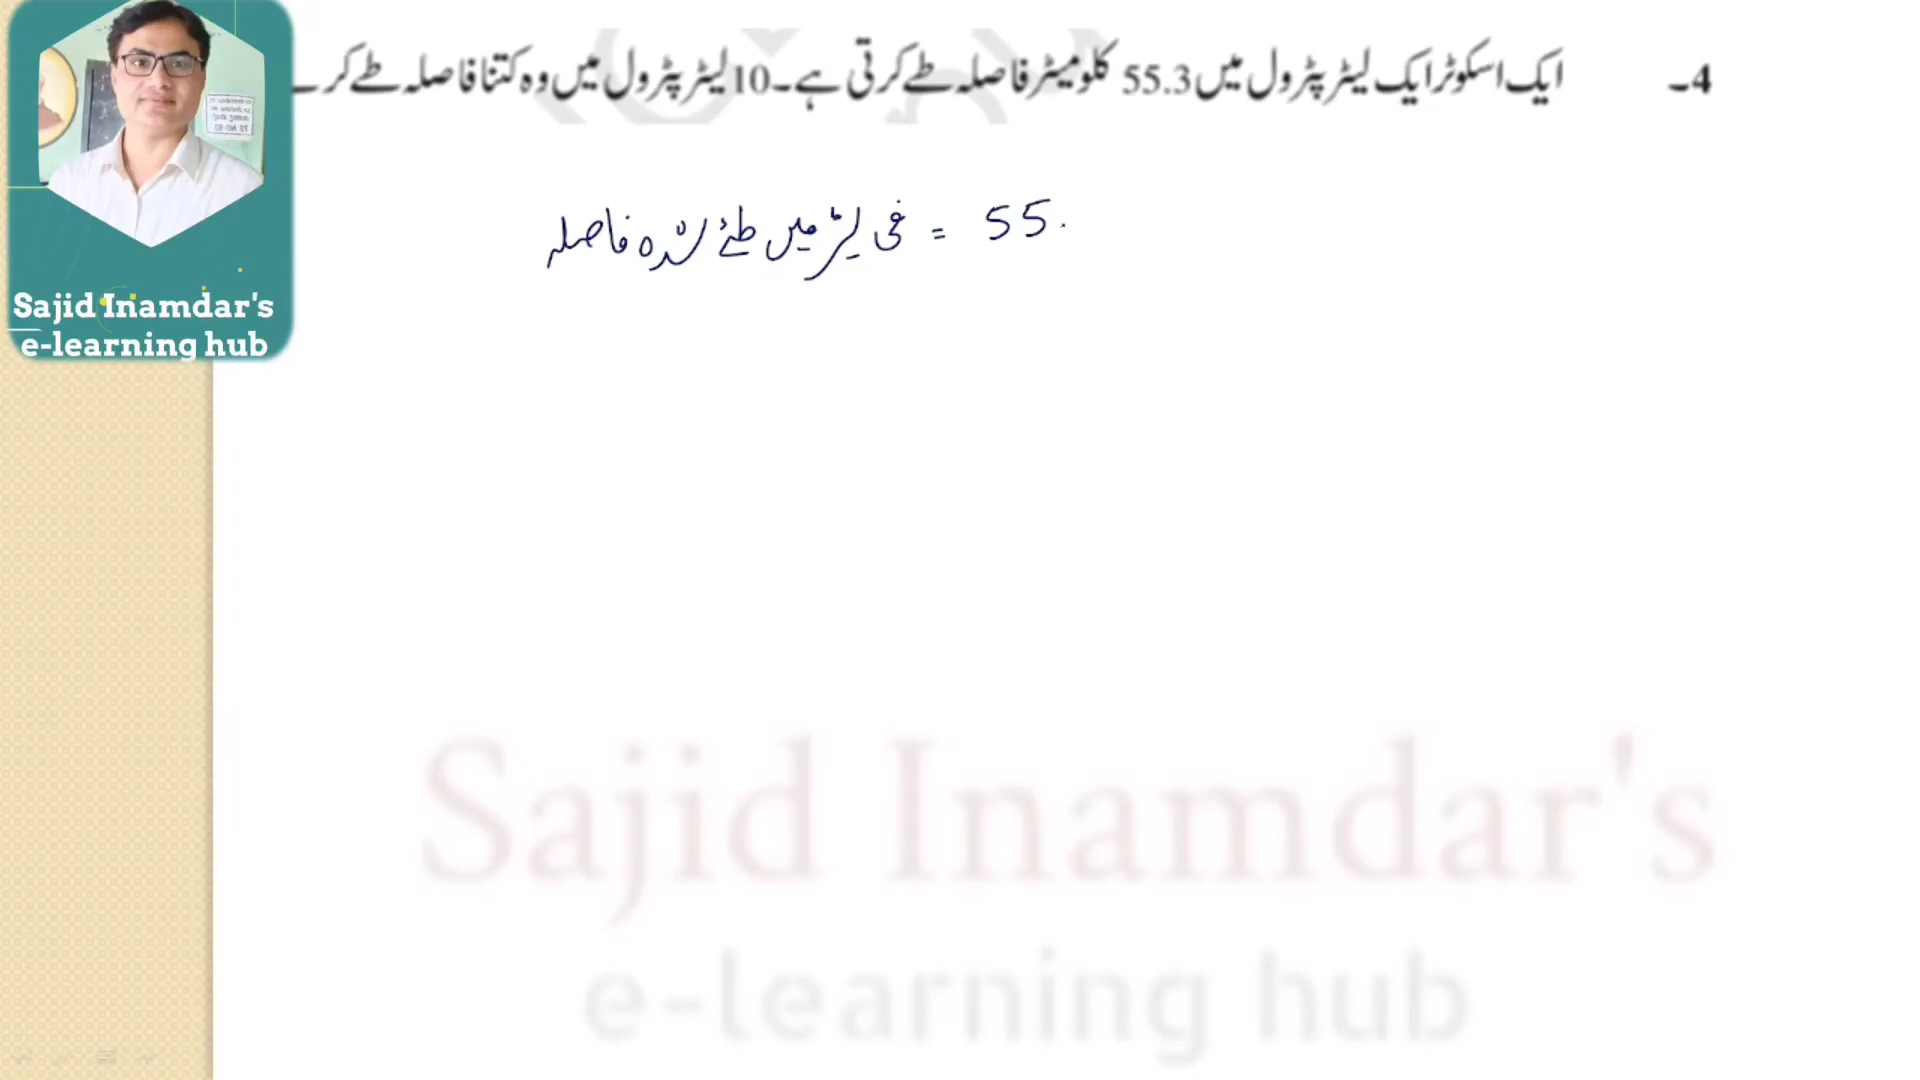 4۔ ایک اسکوٹر ایک لیٹر پٹرول میں 55.3 کلومیٹر فاصلہ طے کرتی ہے۔ 10 لیٹر پٹرول میں وہ کتنا فاصلہ طے کرے
فی لیٹر میں طئے شدہ فاصلہ = 55.
Sajid Inamdar's
e-learning hub
Sajid Inamdar's
e-learning hub